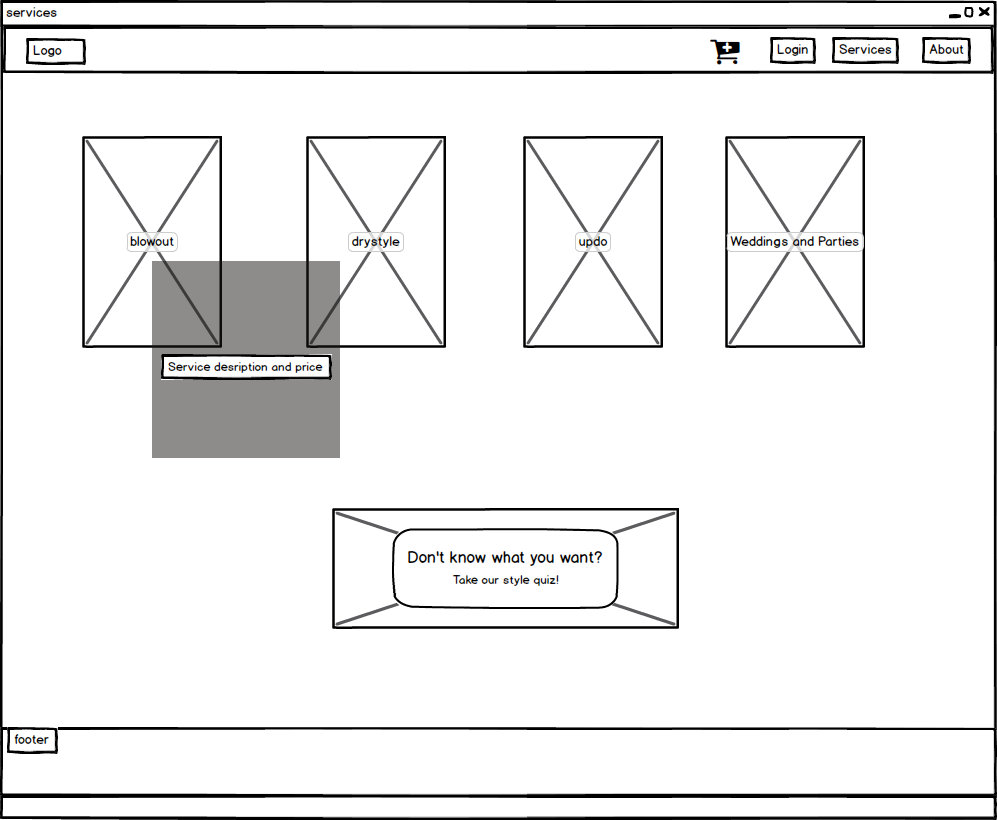 services
Logo
Login
Services
About
blowout
drystyle
updo
Weddings and Parties
Service desription and price
Don't know what you want?
Take our style quiz!
footer